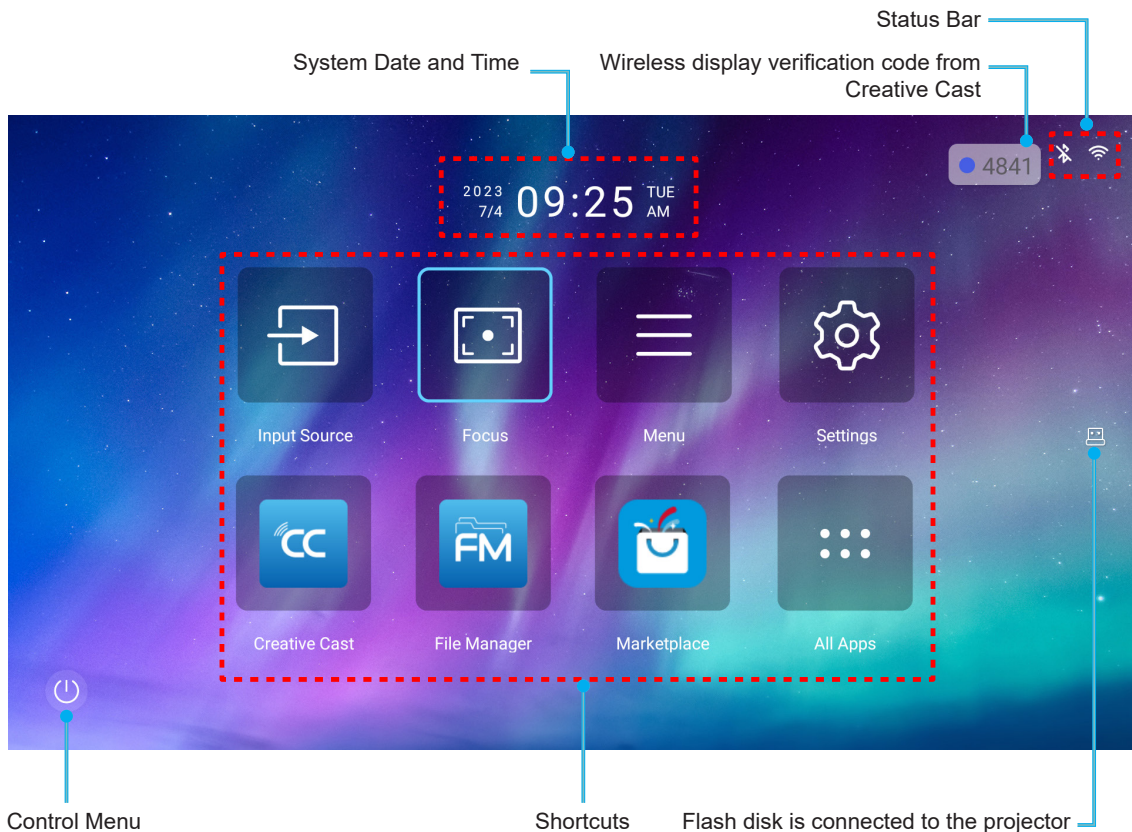 Status Bar
System Date and Time
Wireless display verification code from
Creative Cast
4841
2023
7/4
09:25
TUE
AM
Input Source
Focus
Menu
Settings
CC
FM
Creative Cast
File Manager
Marketplace
All Apps
Control Menu
Shortcuts
Flash disk is connected to the projector